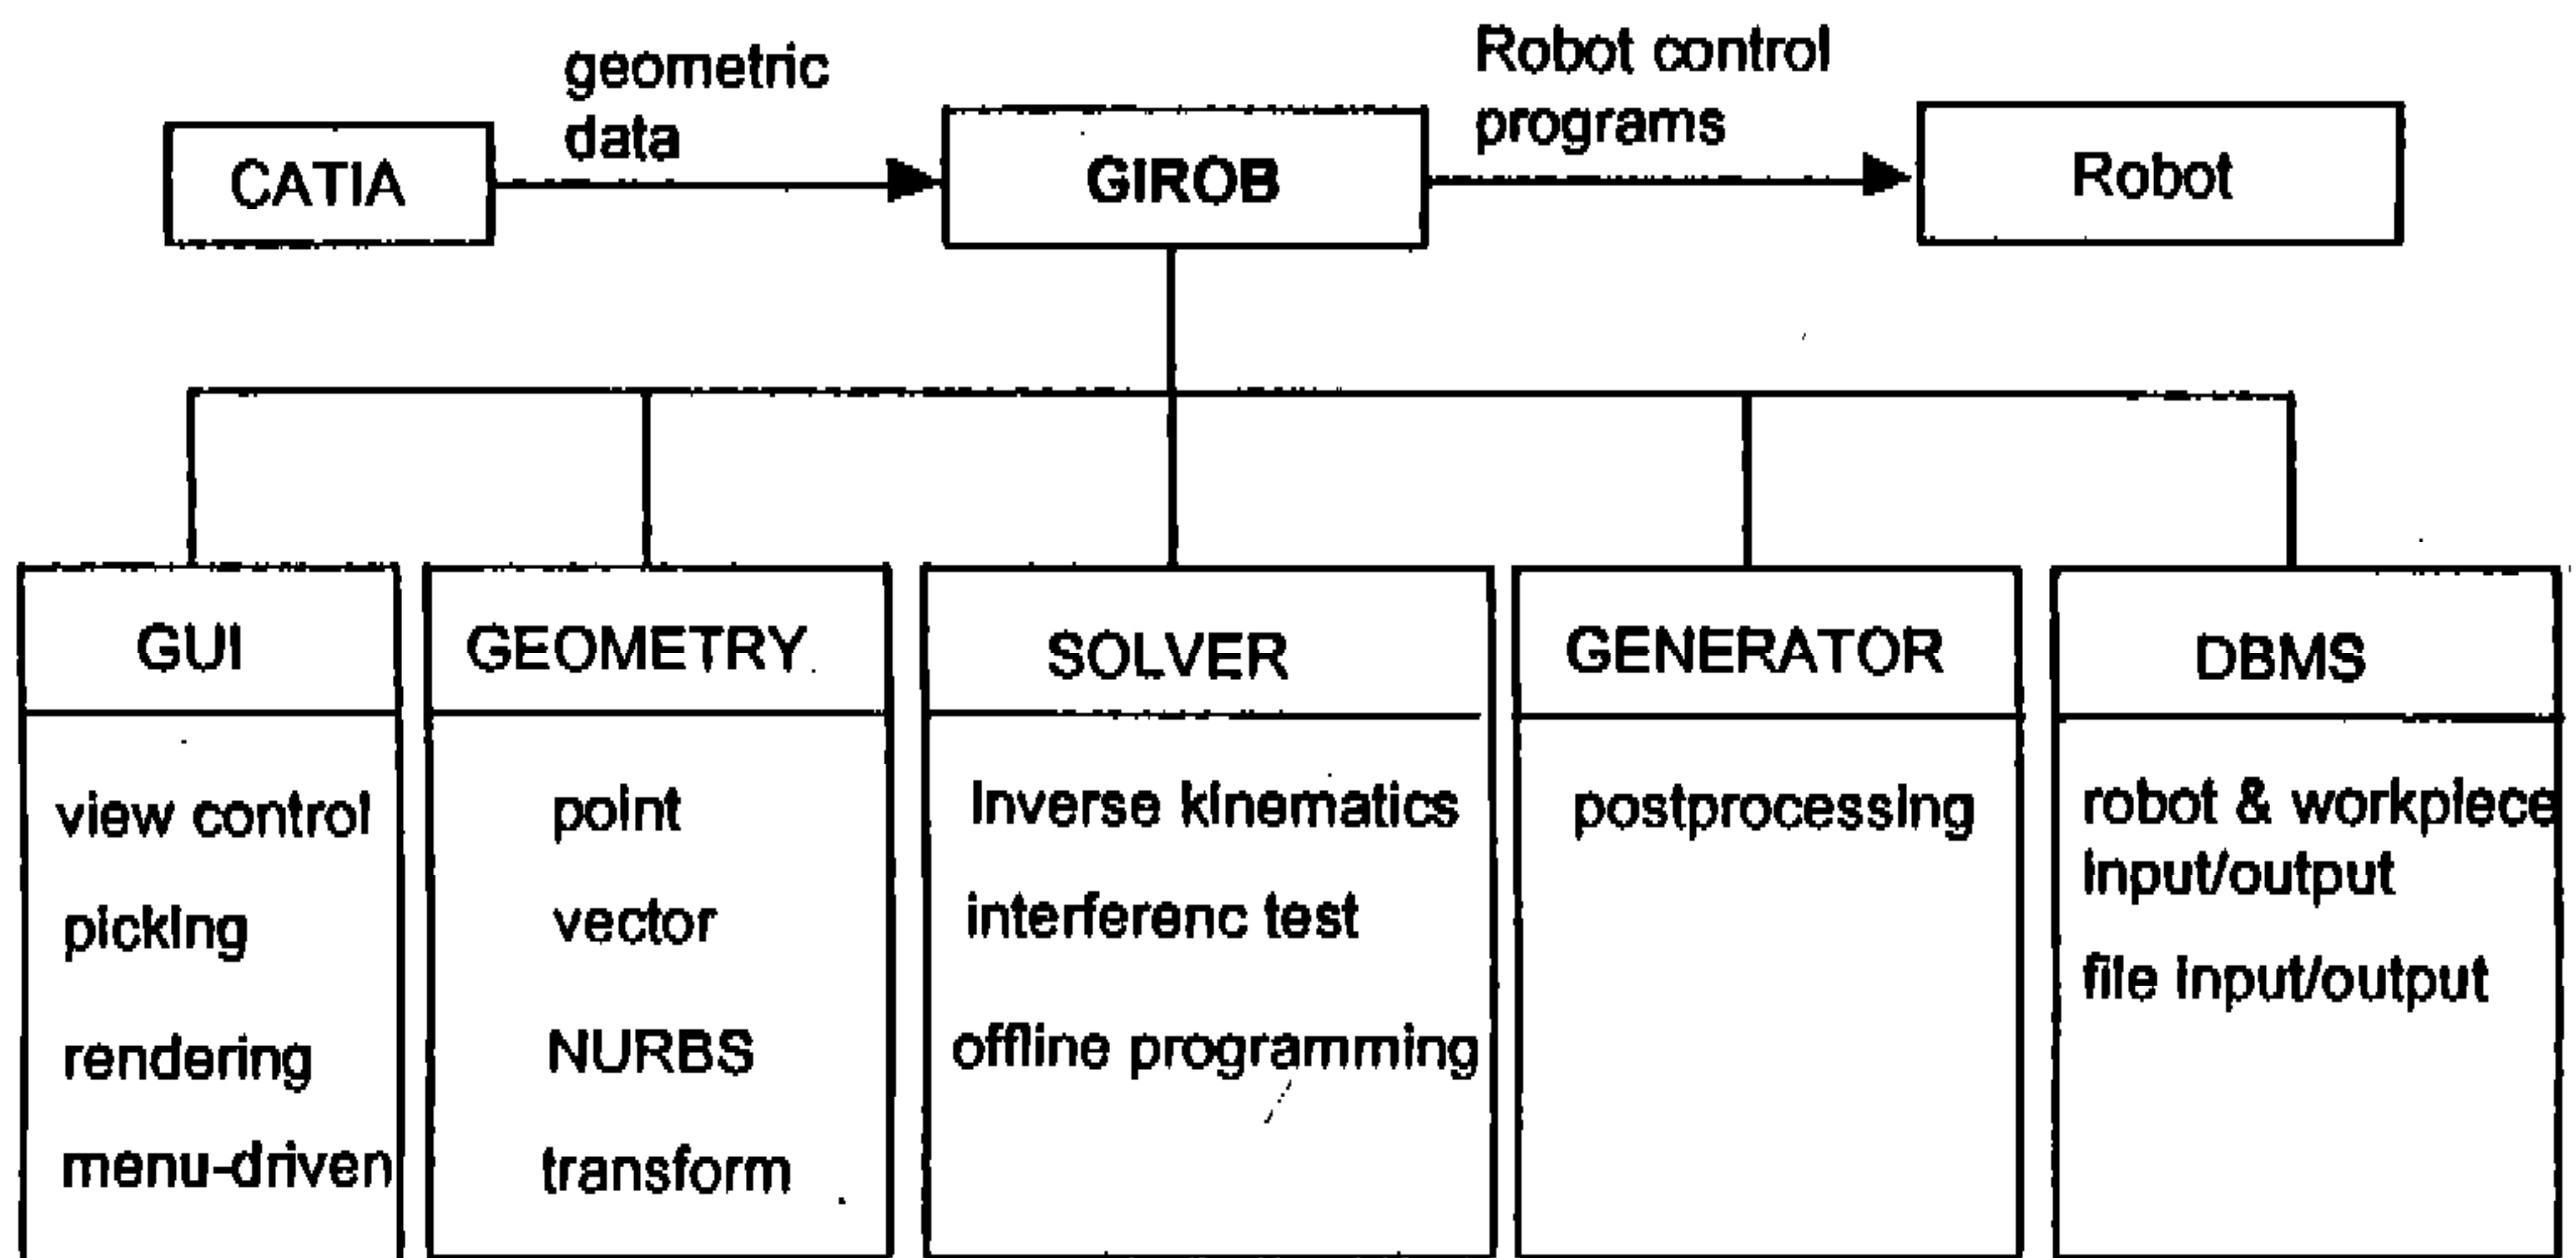 geometric
data
Robot control
programs
CATIA
GIROB
Robot
GUI
view control
picking
rendering
menu-driven
GEOMETRY
point
vector
NURBS
transform
SOLVER
Inverse kinematics
interferenc test
offline programming
GENERATOR
postprocessing
DBMS
robot & workpiece
input/output
file input/output